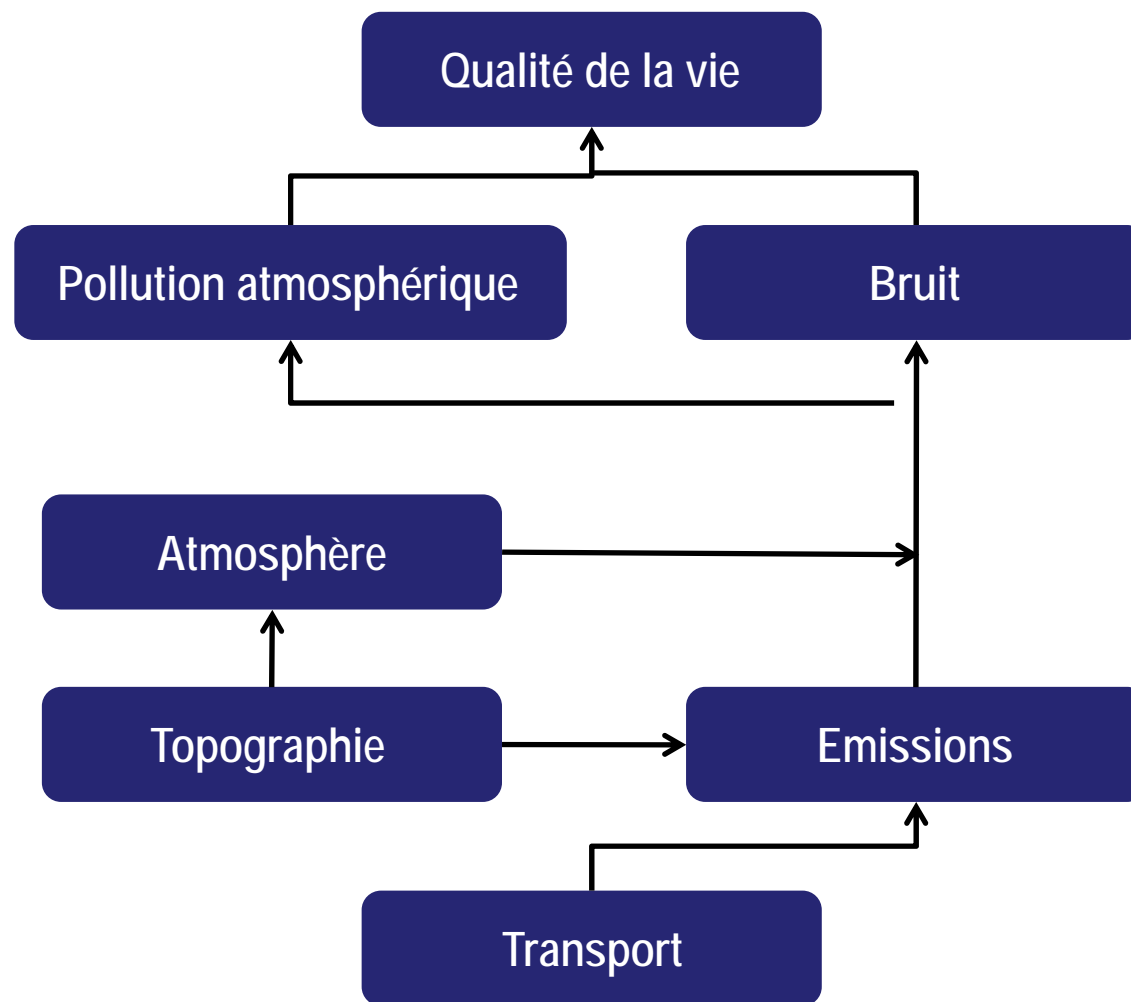 Qualité de la vie
Pollution atmosphérique
Bruit
Atmosphère
Topographie
Emissions
Transport